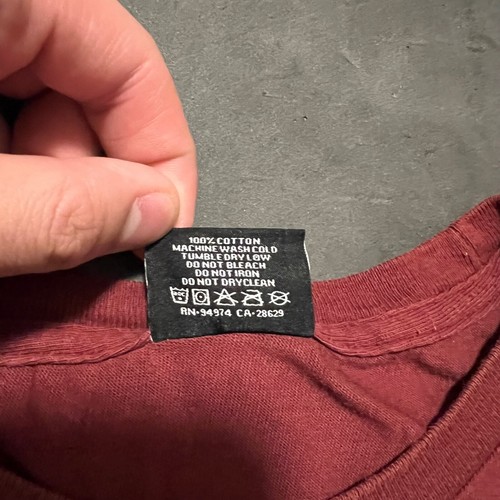 100% COTTON
MACHINE WASH COLD
TUMBLE DRY LOW
DO NOT BLEACH
DO NOT IRON
DO NOT DRYCLEAN
RN•94974 CA•28629